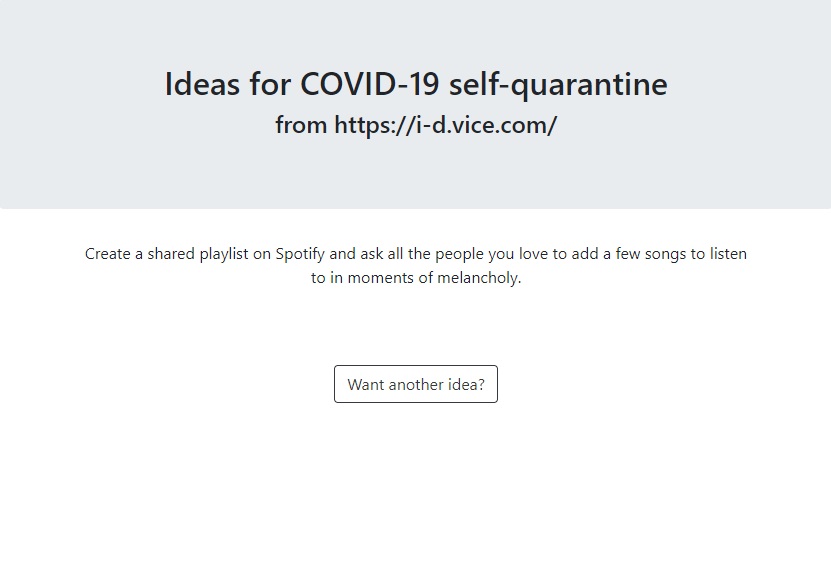 Ideas for COVID-19 self-quarantine
from https://i-d.vice.com/
Create a shared playlist on Spotify and ask all the people you love to add a few songs to listen
to in moments of melancholy.
Want another idea?